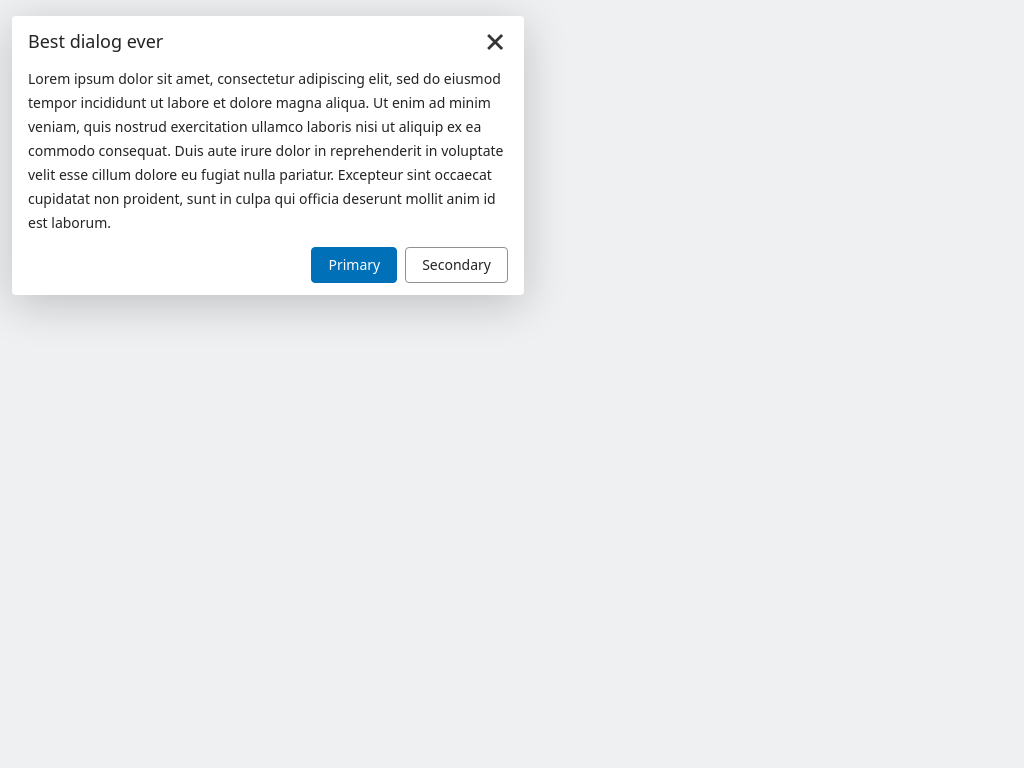 Best dialog ever
Lorem ipsum dolor sit amet, consectetur adipiscing elit, sed do eiusmod
tempor incididunt ut labore et dolore magna aliqua. Ut enim ad minim
veniam, quis nostrud exercitation ullamco laboris nisi ut aliquip ex ea
commodo consequat. Duis aute irure dolor in reprehenderit in voluptate
velit esse cillum dolore eu fugiat nulla pariatur. Excepteur sint occaecat
cupidatat non proident, sunt in culpa qui officia deserunt mollit anim id
est laborum.
Primary Secondary